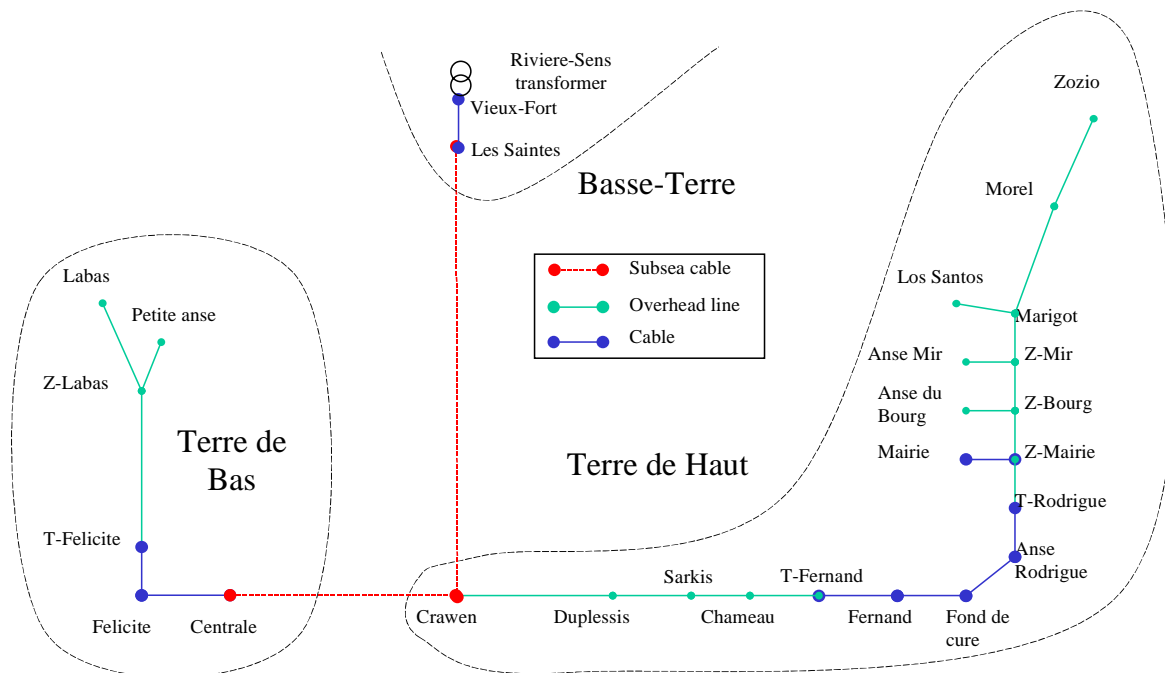 Riviere-Sens
transformer
Zozio
Vieux-Fort
Les Saintes
Basse-Terre
Morel
Subsea cable
Overhead line
Cable
Labas
Petite anse
Los Santos
Marigot
Anse Mir
Z-Mir
Z-Labas
Anse du
Bourg
Z-Bourg
Terre de
Bas
Terre de Haut
Mairie
Z-Mairie
T-Rodrigue
T-Felicite
Anse
Rodrigue
Sarkis
T-Fernand
Felicite
Centrale
Crawen
Duplessis
Chameau
Fernand
Fond de
cure